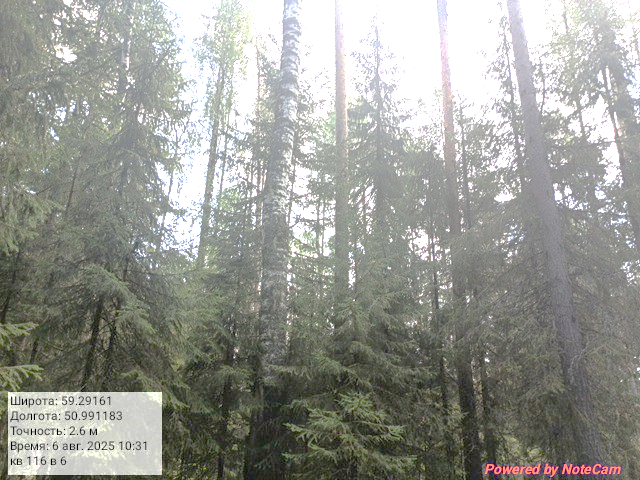 Широта: 59.29161
Долгота: 50.991183
Точность: 2.6 м
Время: 6 авг. 2025 10:31
кв 116 в 6
Powered by NoteCam